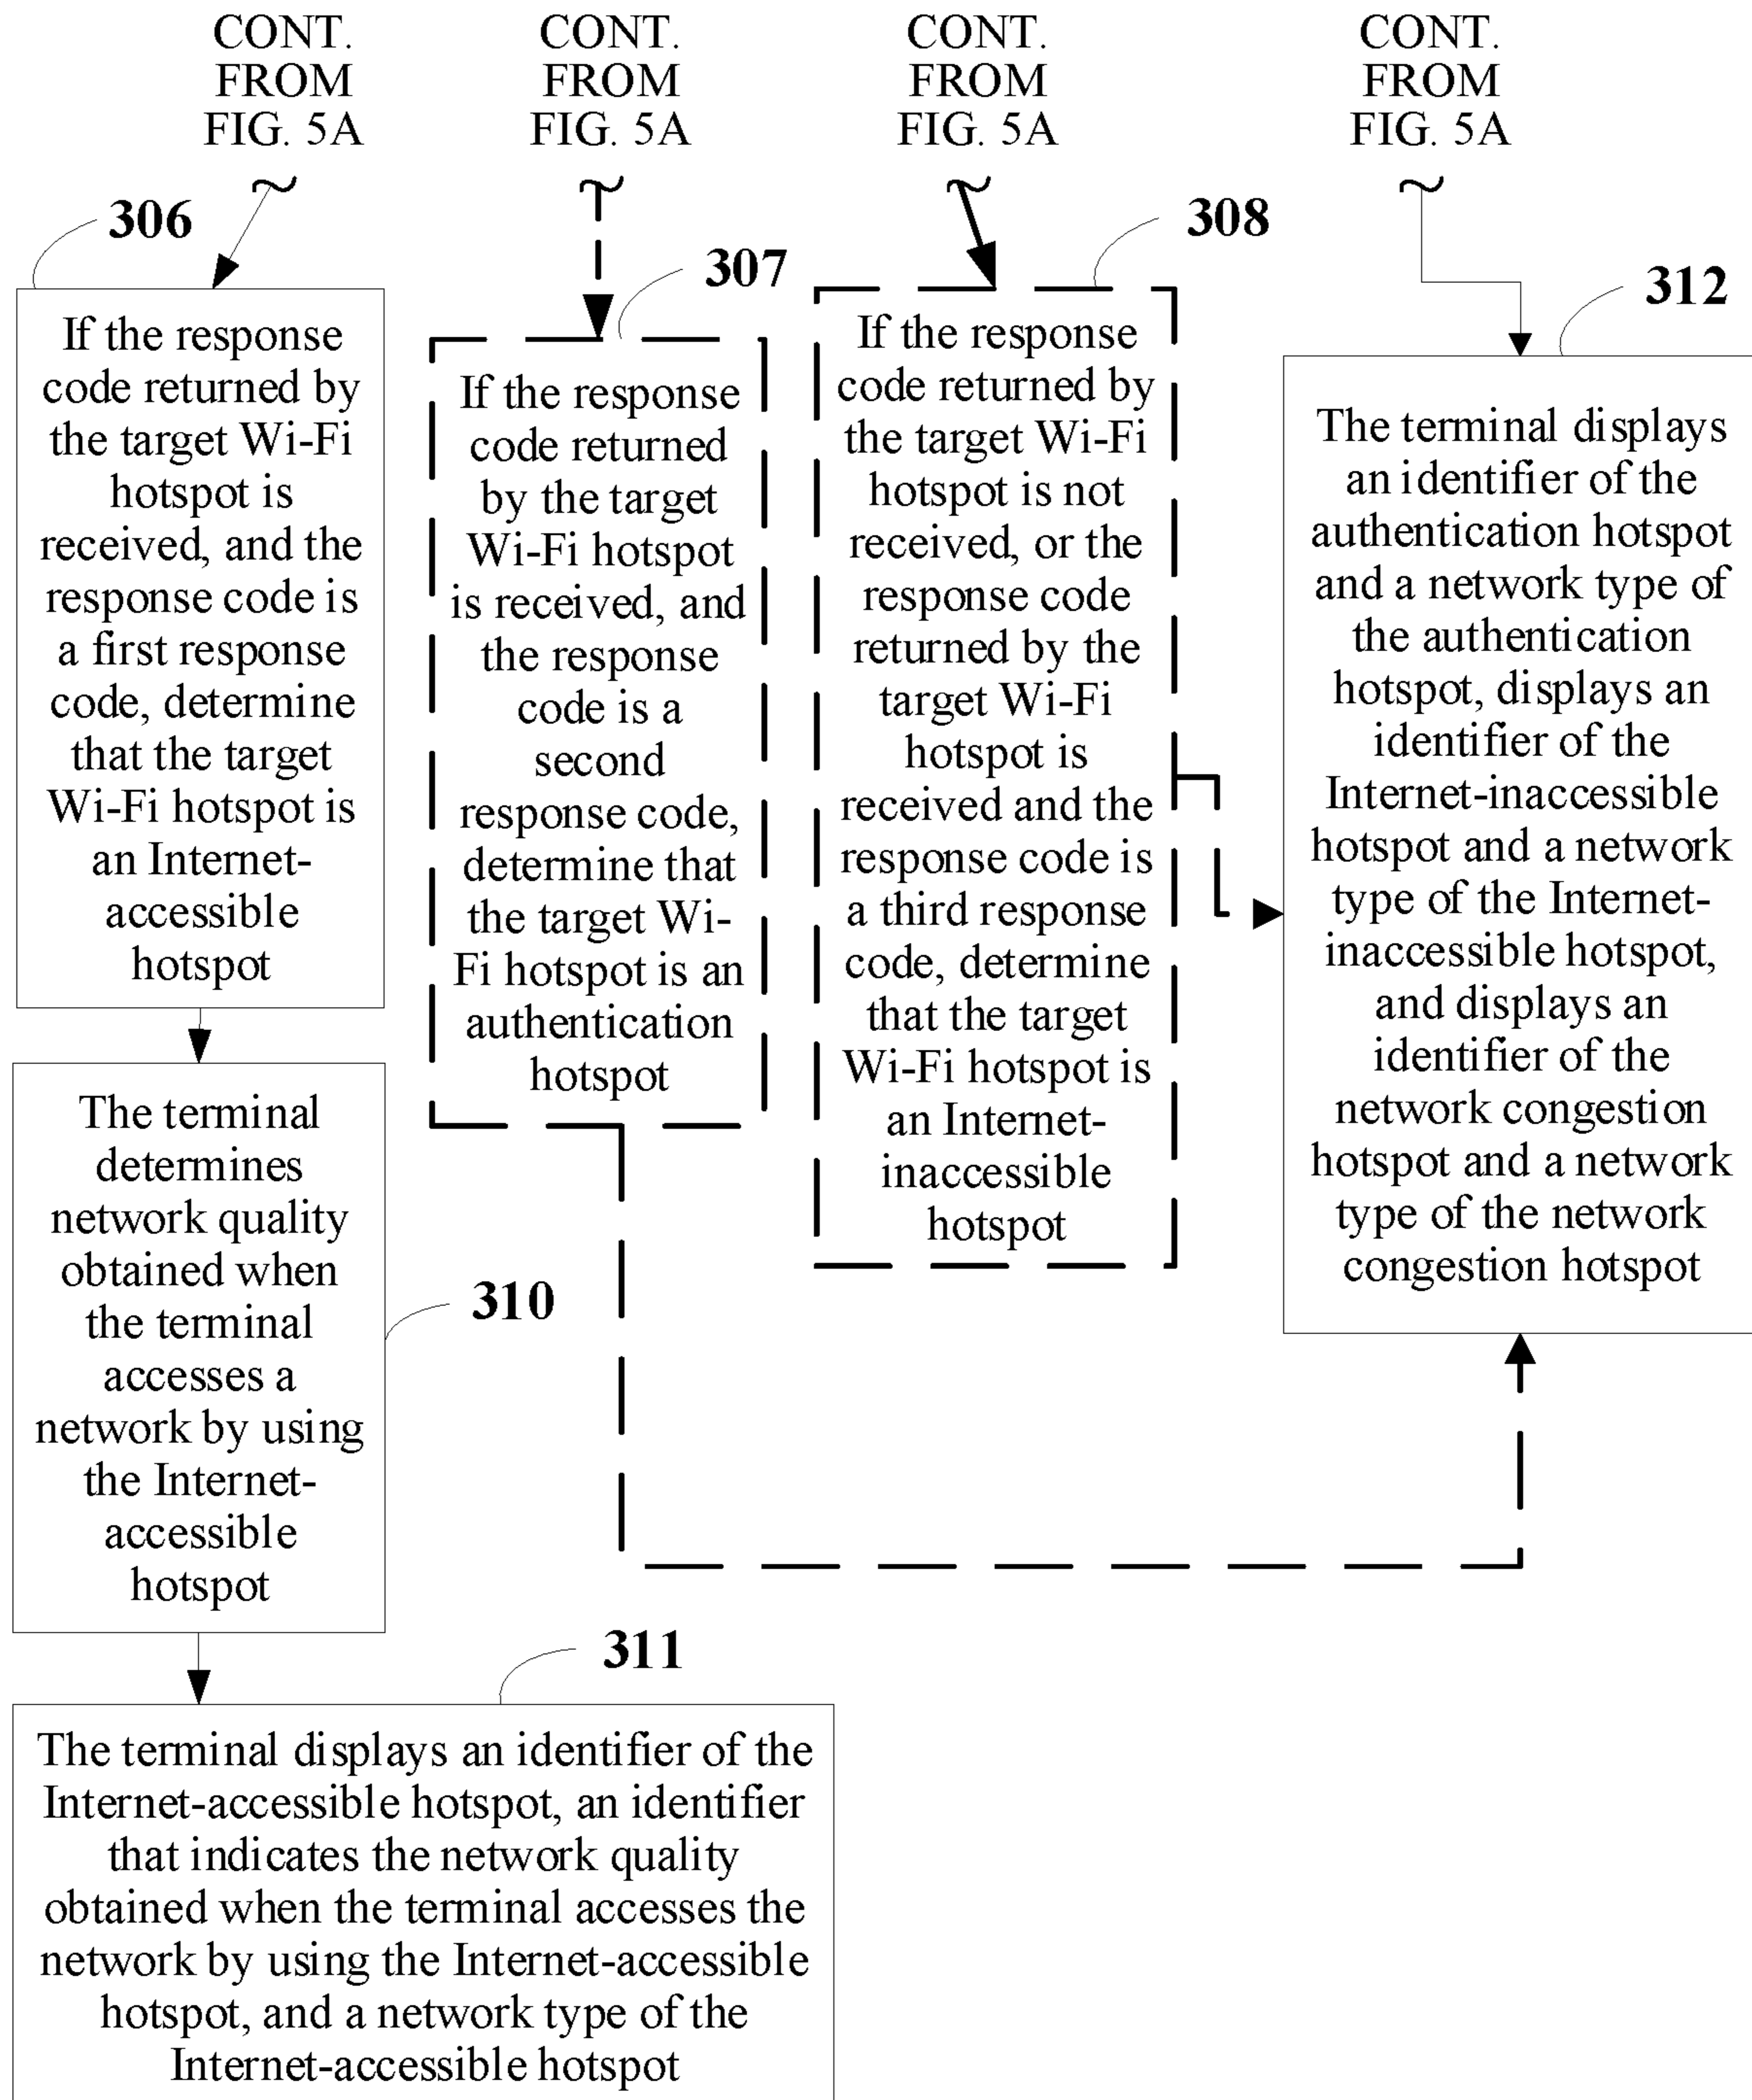 CONT.
FROM
FIG. 5A
CONT.
FROM
FIG. 5A
CONT.
FROM
FIG. 5A
CONT.
FROM
FIG. 5A
306
If the response
code returned by
the target Wi-Fi
hotspot is
received, and the
response code is
a first response
code, determine
that the target
Wi-Fi hotspot is
an Internet-
accessible
hotspot
307
If the response
code returned
by the target
Wi-Fi hotspot
is received, and
the response
code is a
second
response code,
determine that
the target Wi-
Fi hotspot is an
authentication
hotspot
308
If the response
code returned by
the target Wi-Fi
hotspot is not
received, or the
response code
returned by the
target Wi-Fi
hotspot is
received and the
response code is
a third response
code, determine
that the target
Wi-Fi hotspot is
an Internet-
inaccessible
hotspot
312
The terminal displays
an identifier of the
authentication hotspot
and a network type of
the authentication
hotspot, displays an
identifier of the
Internet-inaccessible
hotspot and a network
type of the Internet-
inaccessible hotspot,
and displays an
identifier of the
network congestion
hotspot and a network
type of the network
congestion hotspot
The terminal
determines
network quality
obtained when
the terminal
accesses a
network by using
the Internet-
accessible
hotspot
310
311
The terminal displays an identifier of the
Internet-accessible hotspot, an identifier
that indicates the network quality
obtained when the terminal accesses the
network by using the Internet-accessible
hotspot, and a network type of the
Internet-accessible hotspot